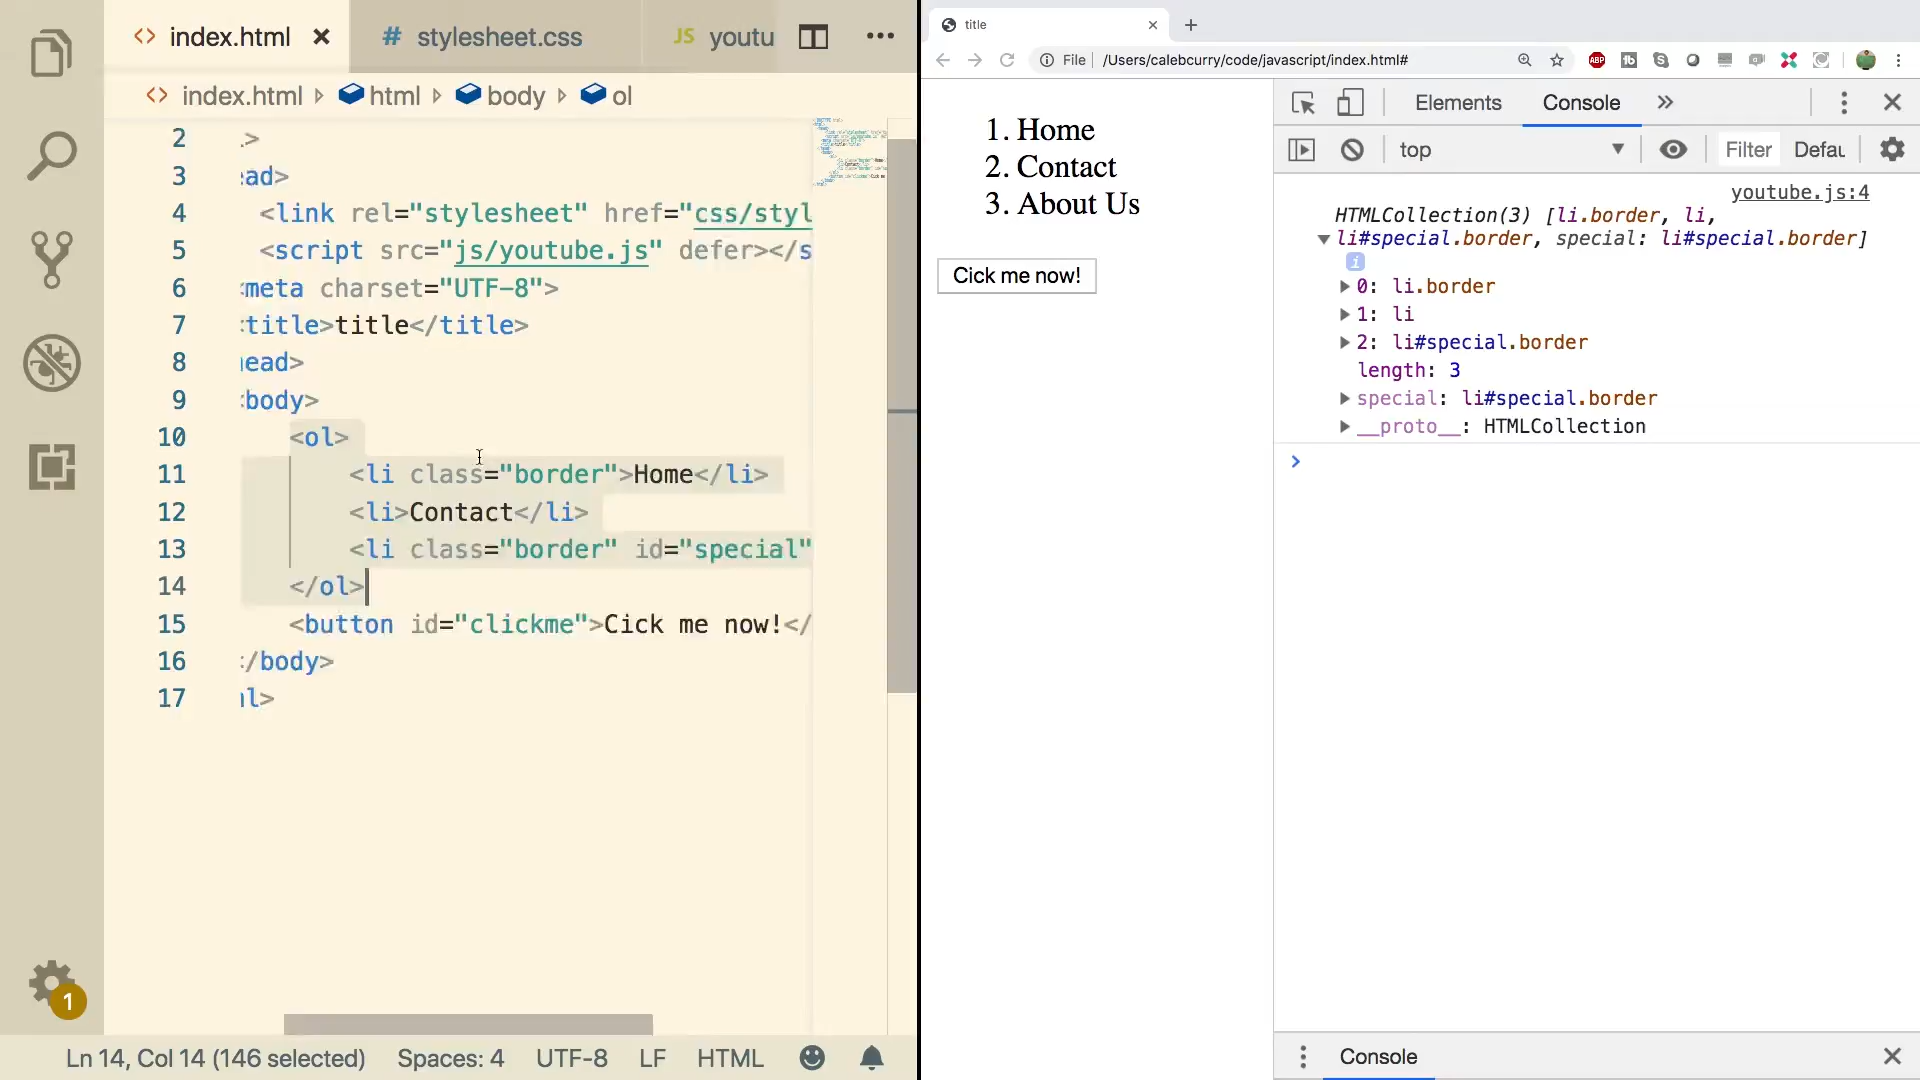 index.html
stylesheet.css
JS youtu
index.html html body ol
2 .>
3 ad>
4 <link rel="stylesheet" href="css/styl
5 <script src="js/youtube.js" defer></s
6 meta charset="UTF-8">
7 title>title</title>
8 ead>
9 body>
10 <ol>
11 <li class="border">Home</li>
12 <li>Contact</li>
13 <li class="border" id="special"
14 </ol>
15 <button id="clickme">Cick me now!</
16 /body>
17 l>
1
Ln 14, Col 14 (146 selected) Spaces: 4 UTF-8 LF HTML
title
File /Users/calebcurry/code/javascript/index.html#
ABP
1. Home
2. Contact
3. About Us
Cick me now!
Elements Console
top Filter Defau
youtube.js:4
HTMLCollection(3) [li.border, li,
li#special.border, special: li#special.border]
i
0: li.border
1: li
2: li#special.border
length: 3
special: li#special.border
__proto__: HTMLCollection
Console